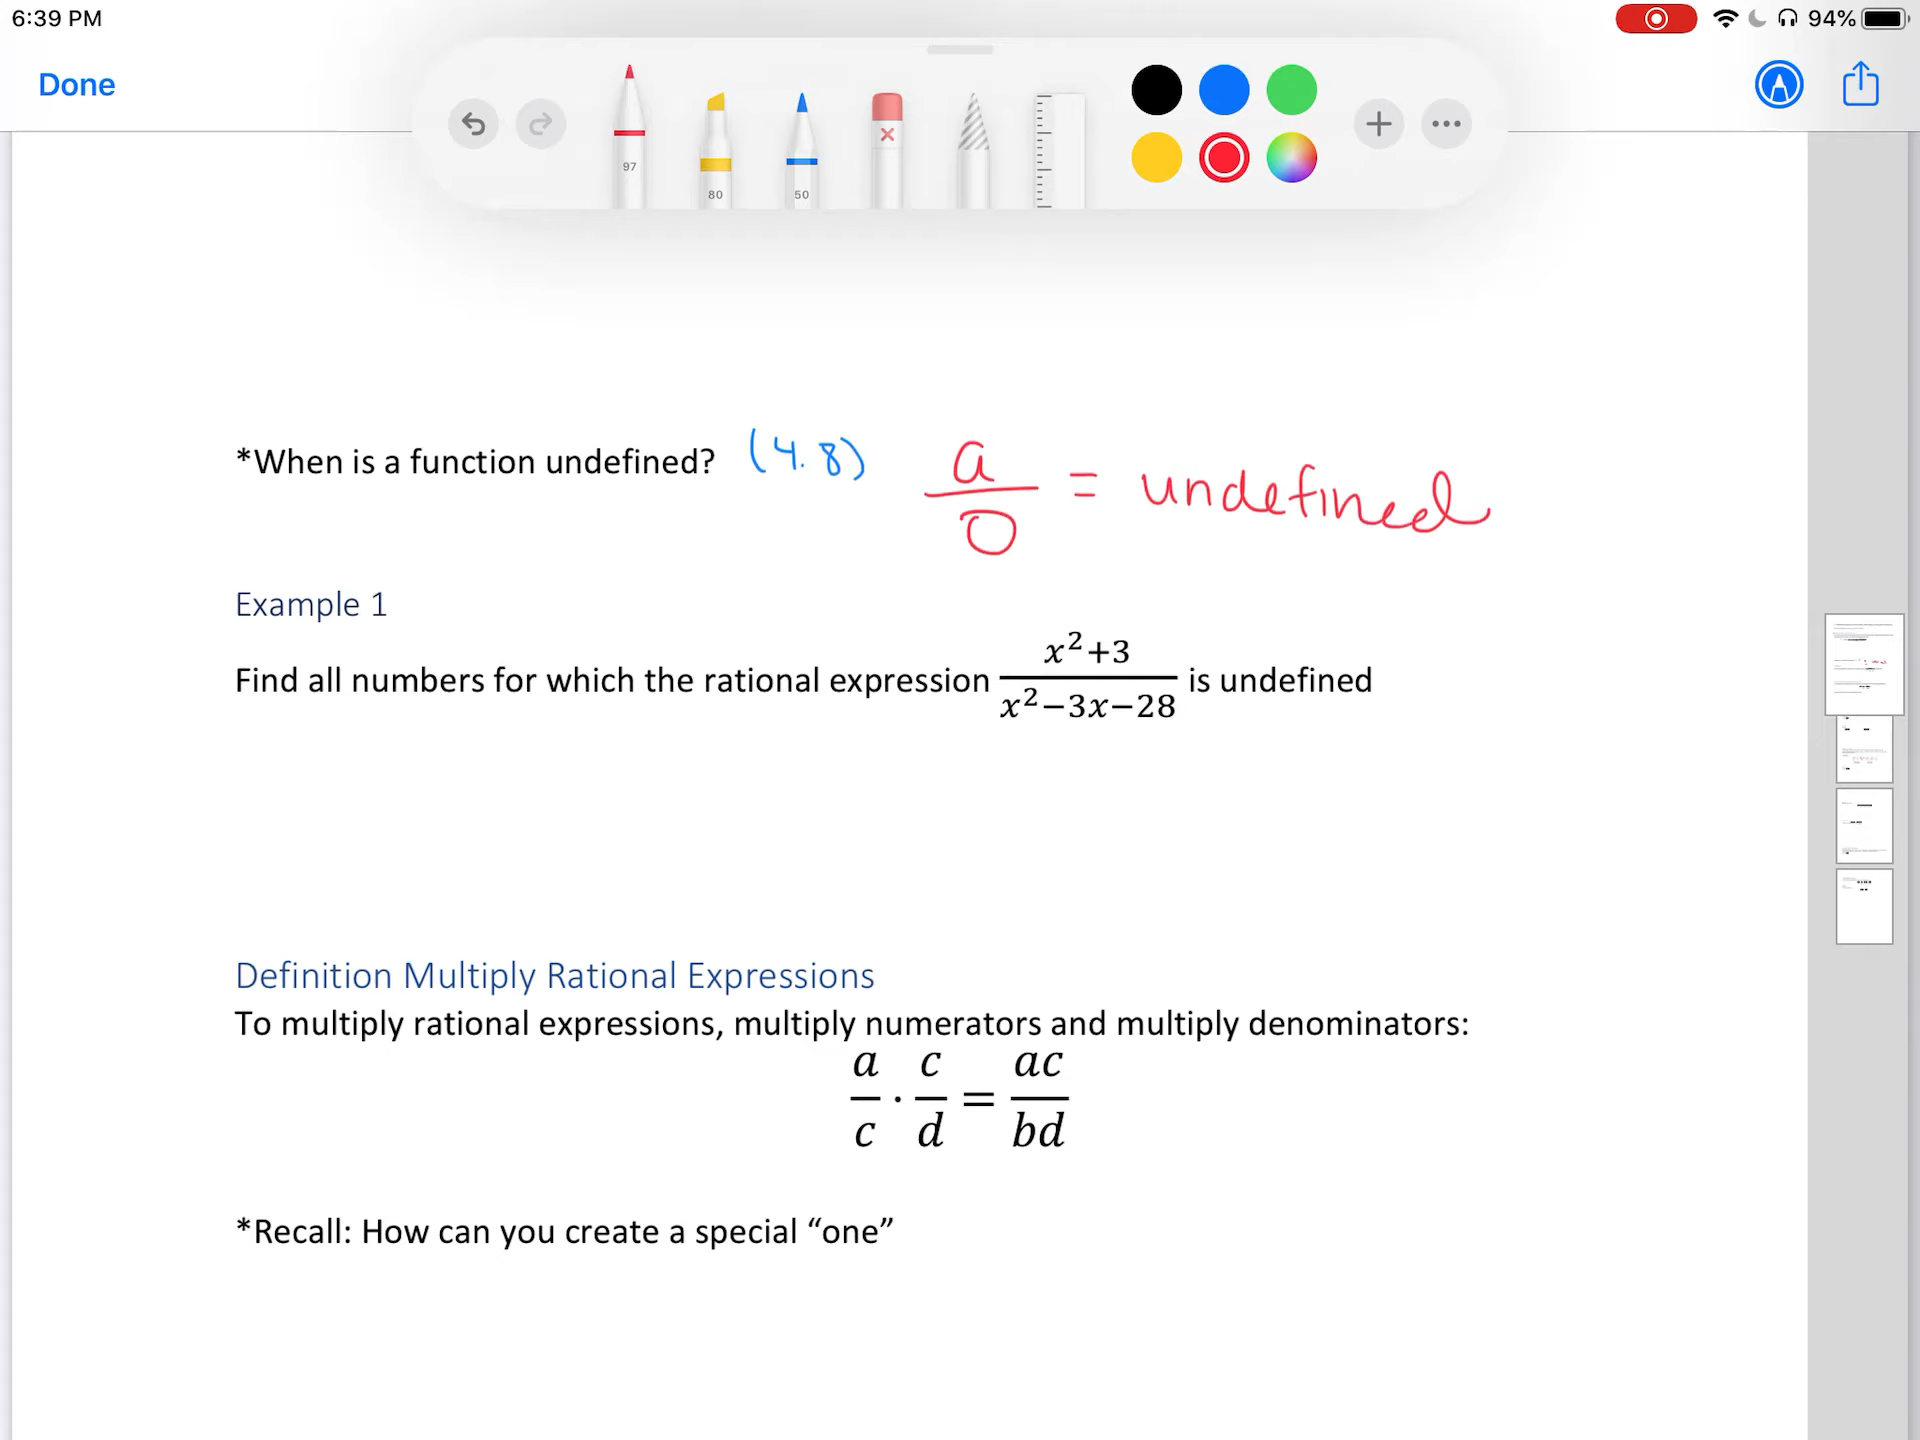 6:39 PM
94%
Done
97
80
50
*When is a function undefined? (4.8) a/0 = undefined
Example 1
Find all numbers for which the rational expression x²+3/x²−3x−28 is undefined
Definition Multiply Rational Expressions
To multiply rational expressions, multiply numerators and multiply denominators:
a/c · c/d = ac/bd
*Recall: How can you create a special “one”